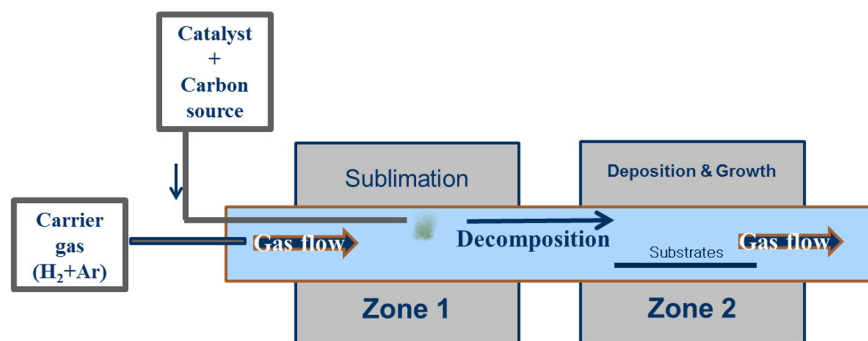 Catalyst
+
Carbon
source
Carrier
gas
(H₂+Ar)
Gas flow
Sublimation
Decomposition
Zone 1
Deposition & Growth
Substrates
Gas flow
Zone 2